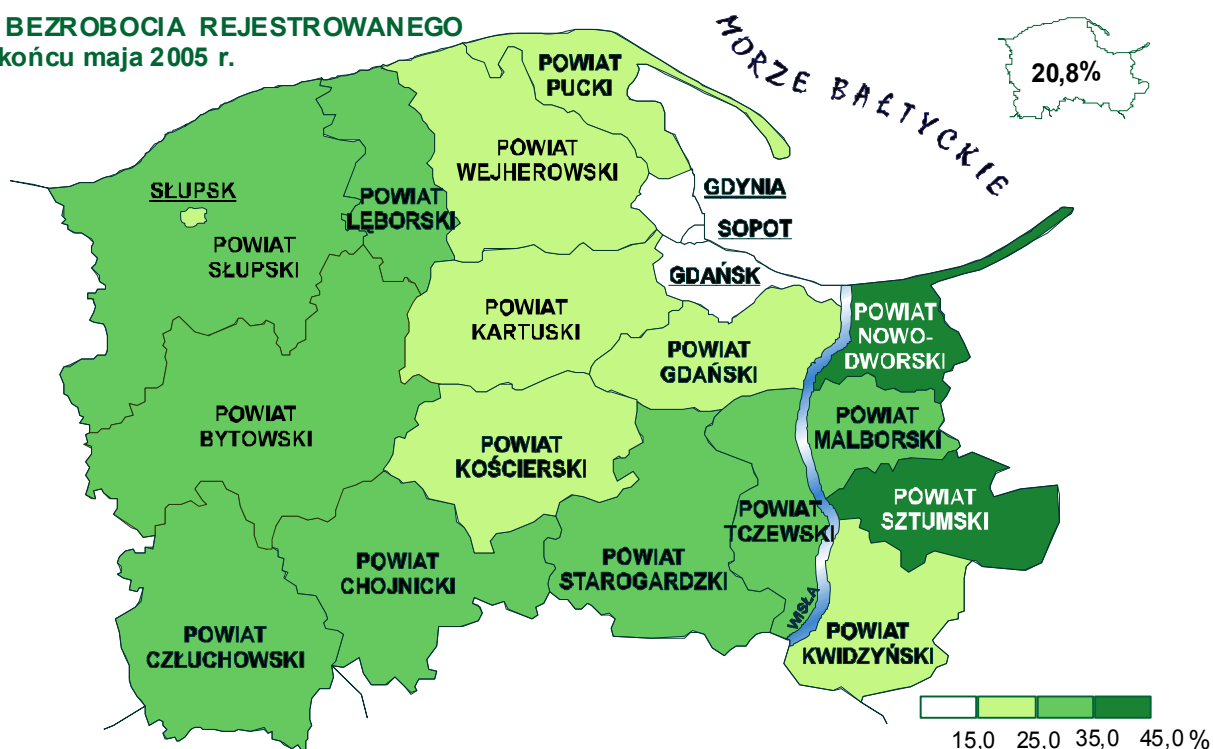 BEZROBOCIA REJESTROWANEGO
końcu maja 2005 r.
MORZE BAŁTYCKIE
20,8%
POWIAT
PUCKI
POWIAT
WEJHEROWSKI
SŁUPSK
POWIAT
LĘBORSKI
GDYNIA
SOPOT
POWIAT
SŁUPSKI
GDAŃSK
POWIAT
KARTUSKI
POWIAT
NOWO-
DWORSKI
POWIAT
GDAŃSKI
POWIAT
BYTOWSKI
POWIAT
MALBORSKI
POWIAT
KOŚCIERSKI
POWIAT
SZTUMSKI
POWIAT
TCZEWSKI
POWIAT
CHOJNICKI
POWIAT
STAROGARDZKI
WISŁA
POWIAT
CZŁUCHOWSKI
POWIAT
KWIDZYŃSKI
15,0 25,0 35,0 45,0 %